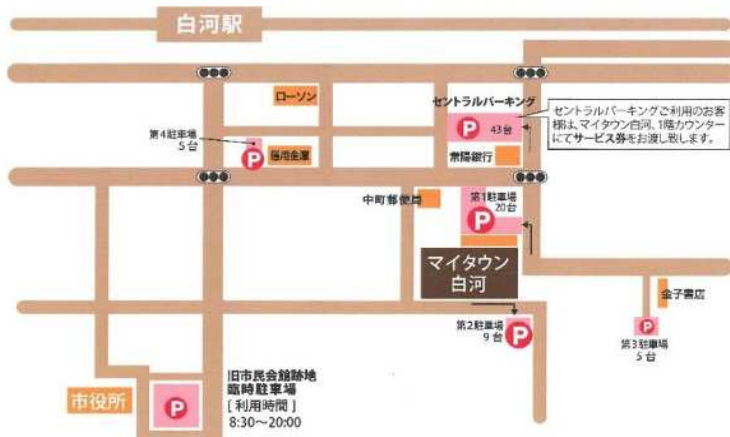 白河駅
ローソン
セントラルパーキング
43台
セントラルパーキングご利用のお客
様は、マイタウン白河、1階カウンター
にてサービス券をお渡し致します。
第4駐車場
5台
P
信用金庫
P
常陽銀行
中町郵便局
第1駐車場
20台
P
マイタウン
白河
金子書店
第2駐車場
9台
P
P
第3駐車場
5台
市役所
P
旧市民会館跡地
臨時駐車場
[利用時間]
8:30～20:00